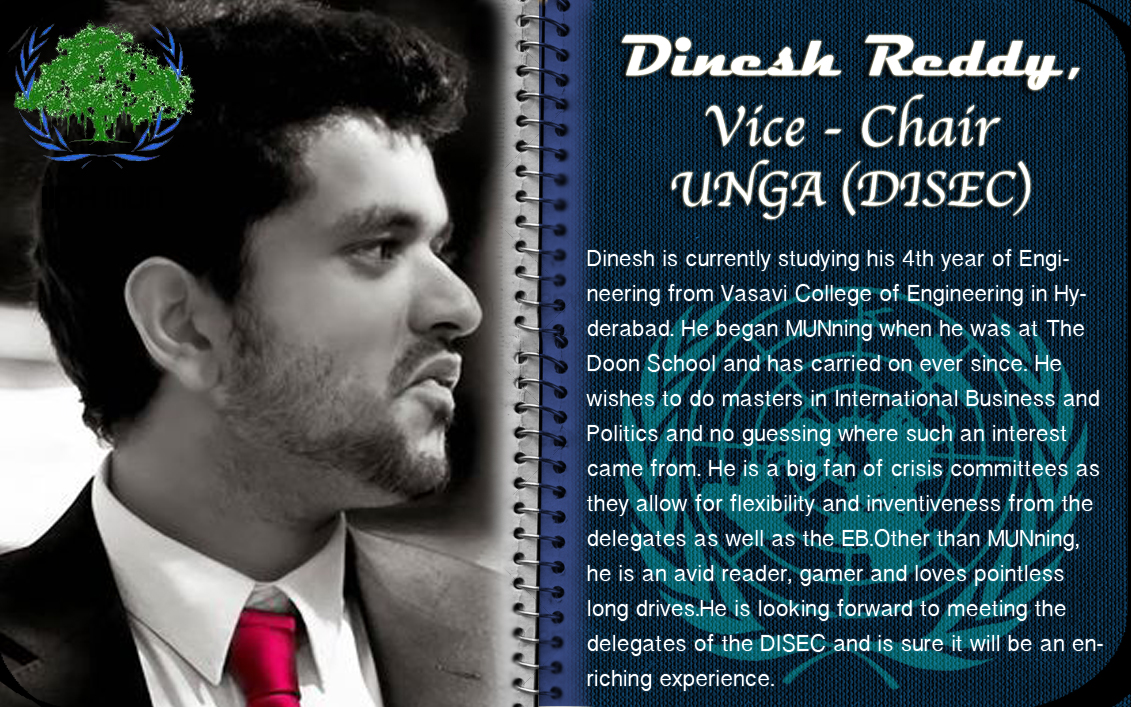 Dinesh Reddy,
Vice - Chair
UNGA (DISEC)
Dinesh is currently studying his 4th year of Engi-
neering from Vasavi College of Engineering in Hy-
derabad. He began MUNning when he was at The
Doon School and has carried on ever since. He
wishes to do masters in International Business and
Politics and no guessing where such an interest
came from. He is a big fan of crisis committees as
they allow for flexibility and inventiveness from the
delegates as well as the EB.Other than MUNning,
he is an avid reader, gamer and loves pointless
long drives.He is looking forward to meeting the
delegates of the DISEC and is sure it will be an en-
riching experience.